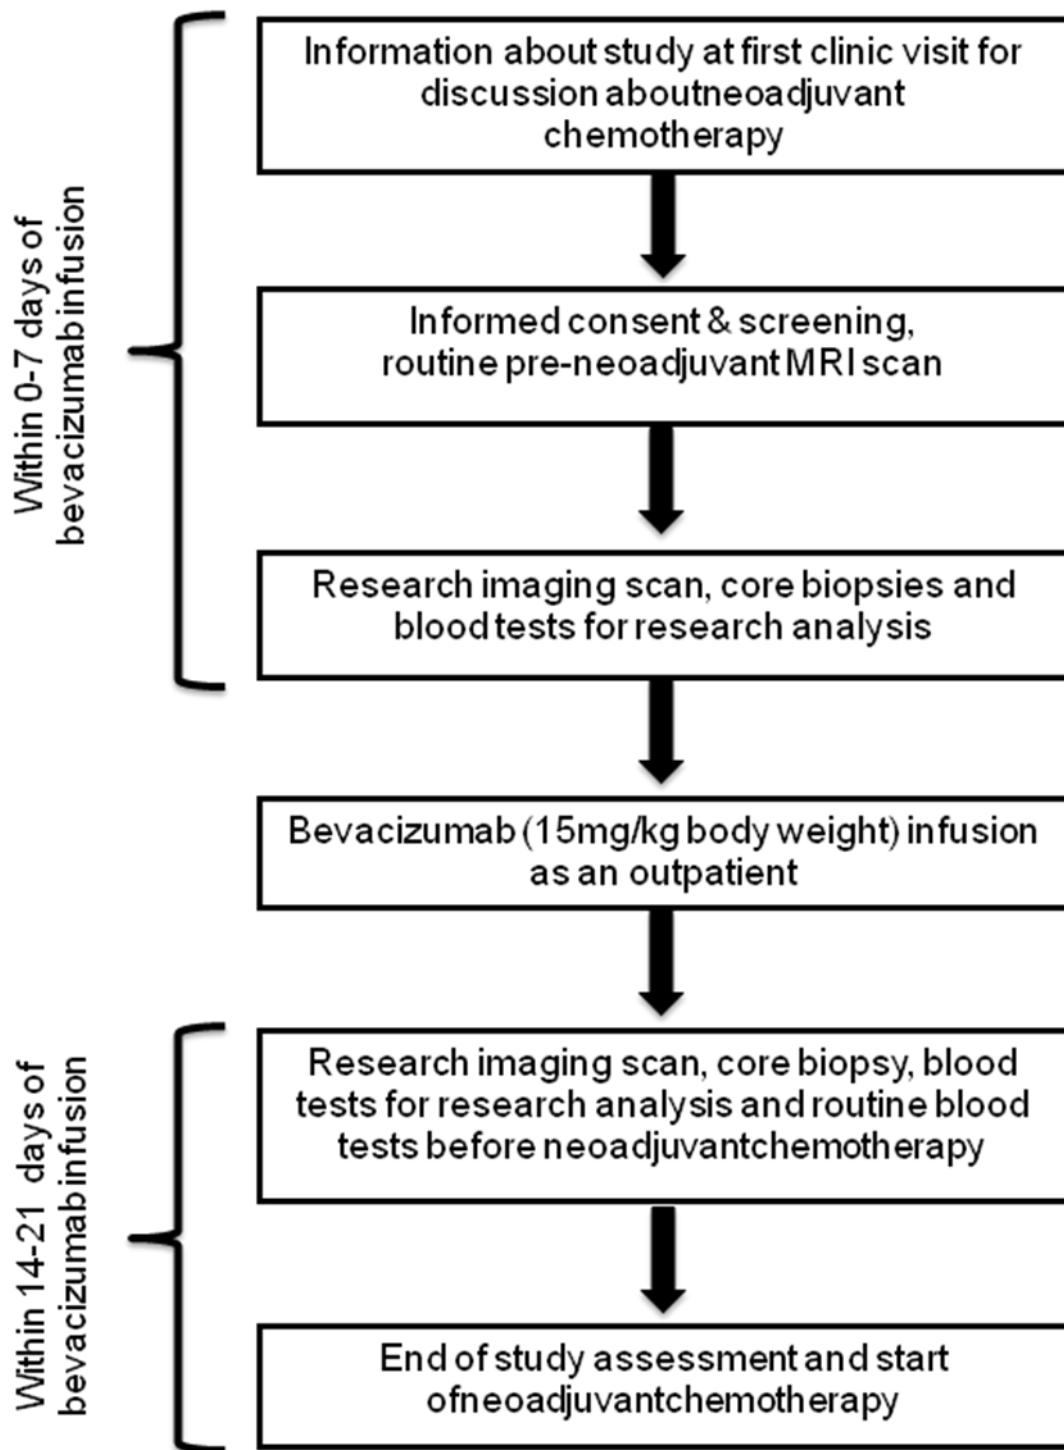 Within 0-7 days of
bevacizumab infusion
Information about study at first clinic visit for
discussion aboutneoadjuvant
chemotherapy
Informed consent & screening,
routine pre-neoadjuvant MRI scan
Research imaging scan, core biopsies and
blood tests for research analysis
Bevacizumab (15mg/kg body weight) infusion
as an outpatient
Within 14-21 days of
bevacizumab infusion
Research imaging scan, core biopsy, blood
tests for research analysis and routine blood
tests before neoadjuvantchemotherapy
End of study assessment and start
ofneoadjuvantchemotherapy